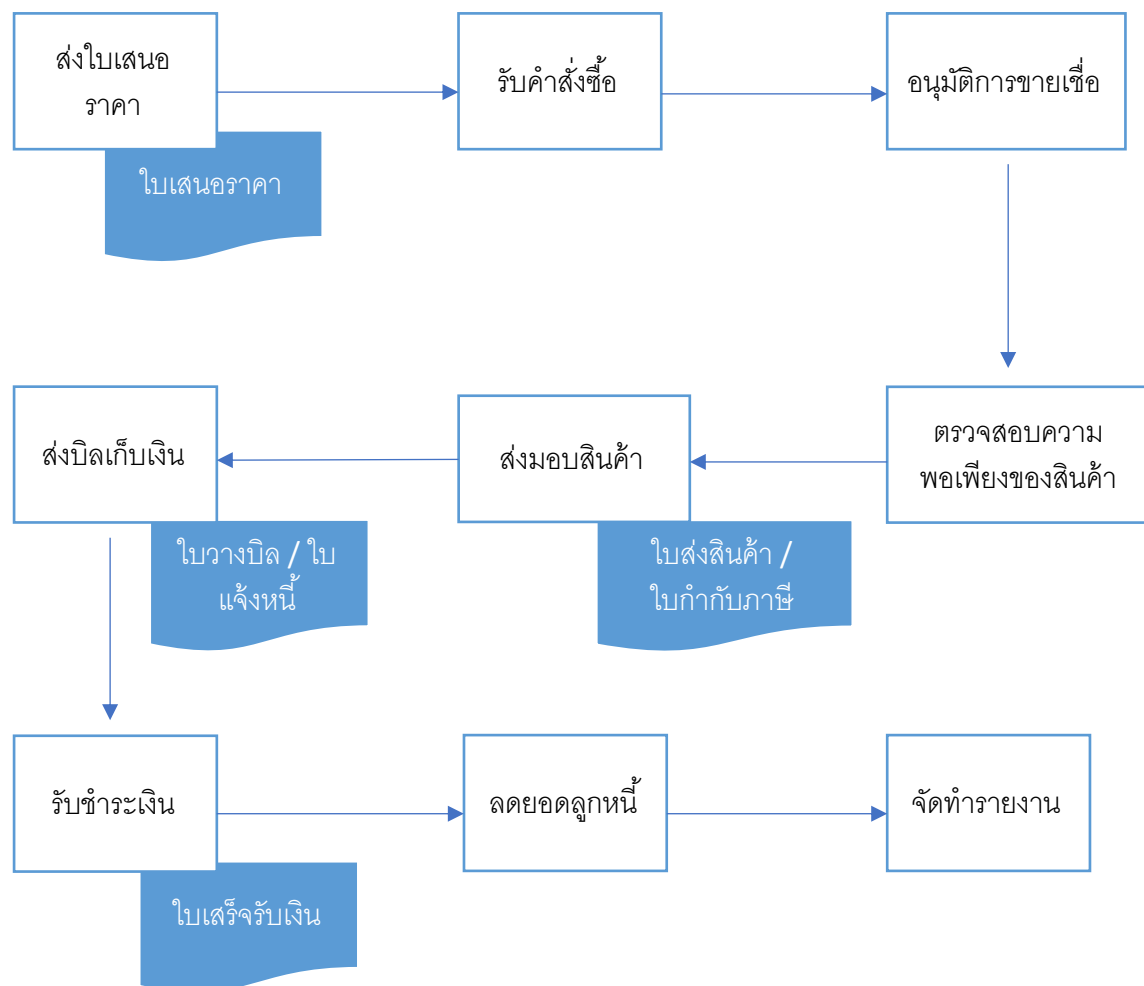 ส่งใบเสนอ
ราคา
รับคำสั่งซื้อ
อนุมัติการขายเชื่อ
ใบเสนอราคา
ส่งบิลเก็บเงิน
ส่งมอบสินค้า
ตรวจสอบความ
พอเพียงของสินค้า
ใบวางบิล / ใบ
แจ้งหนี้
ใบส่งสินค้า /
ใบกำกับภาษี
รับชำระเงิน
ลดยอดลูกหนี้
จัดทำรายงาน
ใบเสร็จรับเงิน